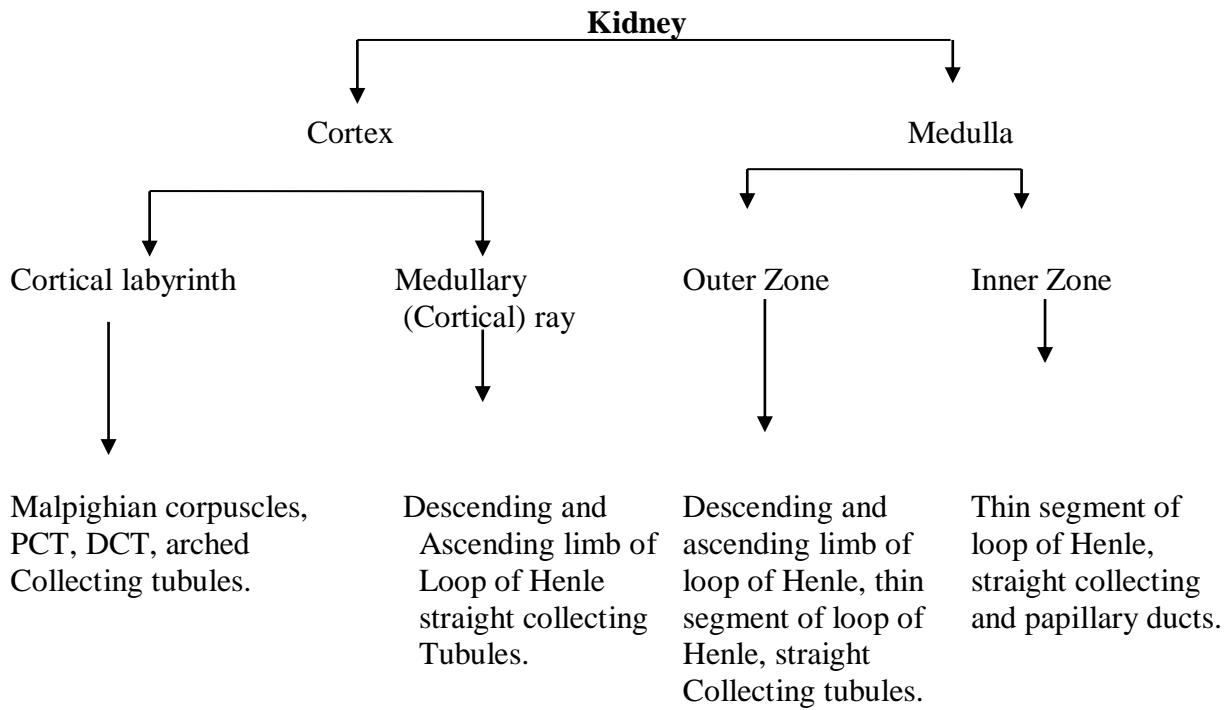 Kidney
Cortex
Medulla
Cortical labyrinth
Medullary
(Cortical) ray
Outer Zone
Inner Zone
Malpighian corpuscles,
PCT, DCT, arched
Collecting tubules.
Descending and
Ascending limb of
Loop of Henle
straight collecting
Tubules.
Descending and
ascending limb of
loop of Henle, thin
segment of loop of
Henle, straight
Collecting tubules.
Thin segment of
loop of Henle,
straight collecting
and papillary ducts.